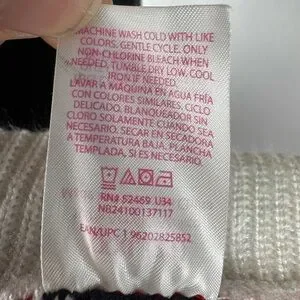 MACHINE WASH COLD WITH LIKE
COLORS, GENTLE CYCLE. ONLY
NON-CHLORINE BLEACH WHEN
NEEDED. TUMBLE DRY LOW, COOL
IRON IF NEEDED.
LAVAR A MÁQUINA EN AGUA FRÍA
CON COLORES SIMILARES, CICLO
DELICADO. BLANQUEADOR SIN
CLORO SOLAMENTE CUANDO SEA
NECESARIO. SECAR EN SECADORA
A TEMPERATURA BAJA. PLANCHA
TEMPLADA, SI ES NECESARIO.
RN# 52469 U34
NB24100137117
EAN/UPC 1 96202825852